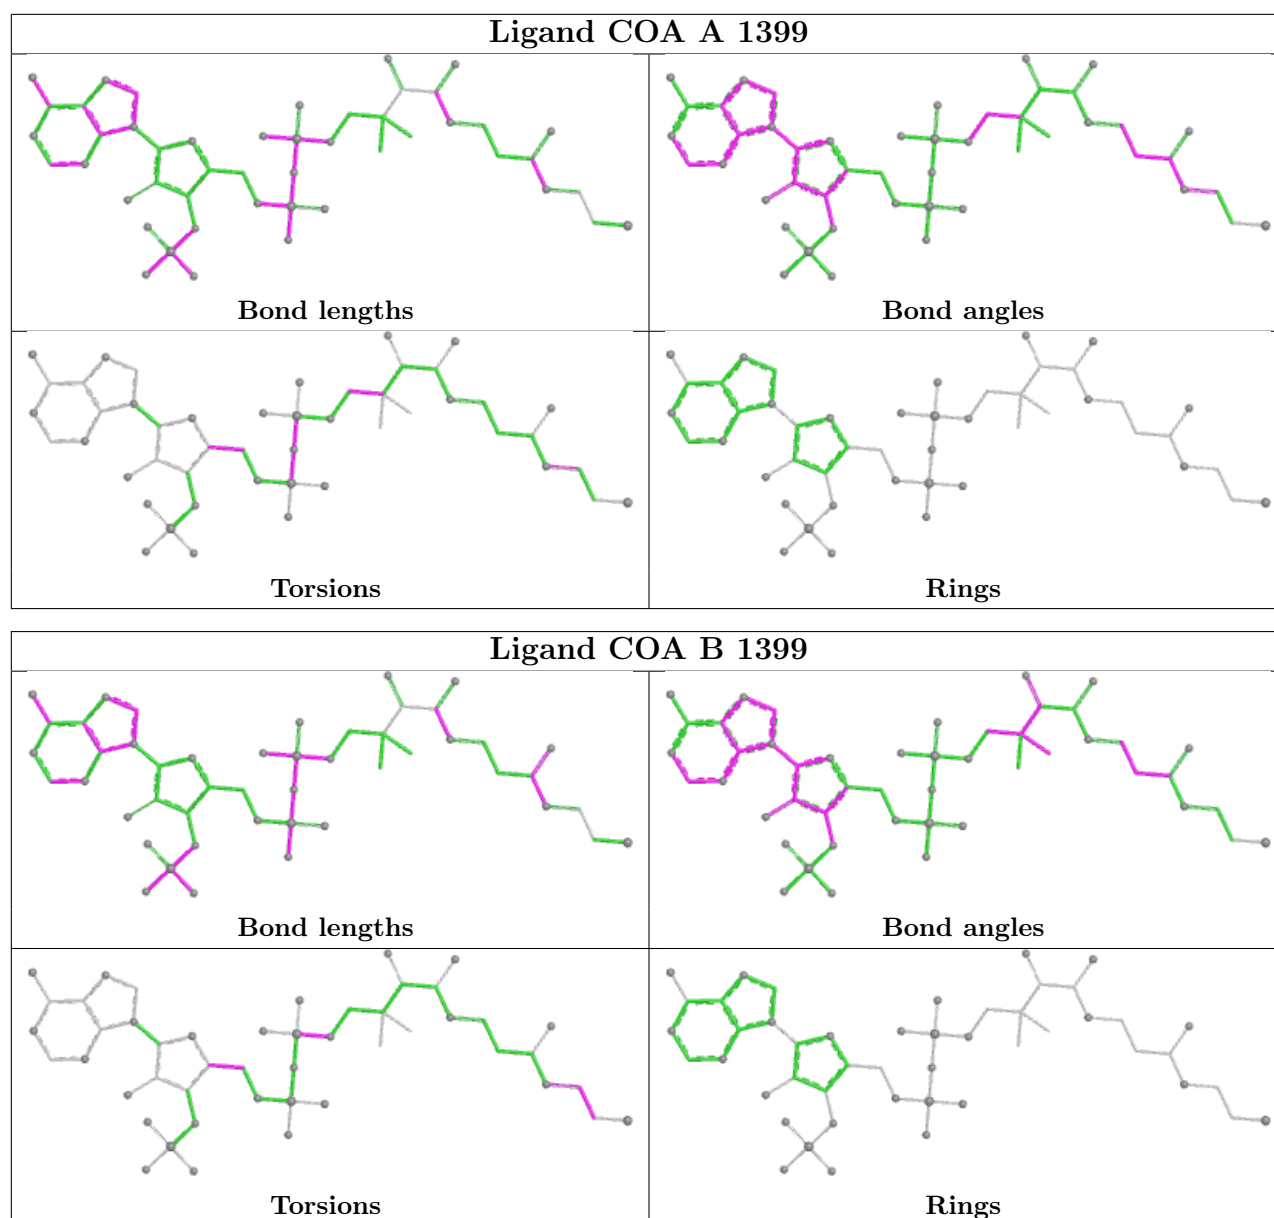 Ligand COA A 1399
Bond lengths
Bond angles
Torsions
Rings
Ligand COA B 1399
Bond lengths
Bond angles
Torsions
Rings